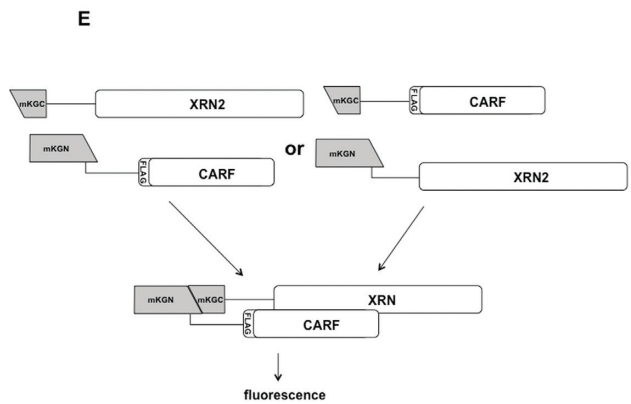 E
mKGC XRN2
mKGN FLAG CARF
or
mKGC FLAG CARF
mKGN XRN2
mKGN mKGC XRN
FLAG CARF
fluorescence